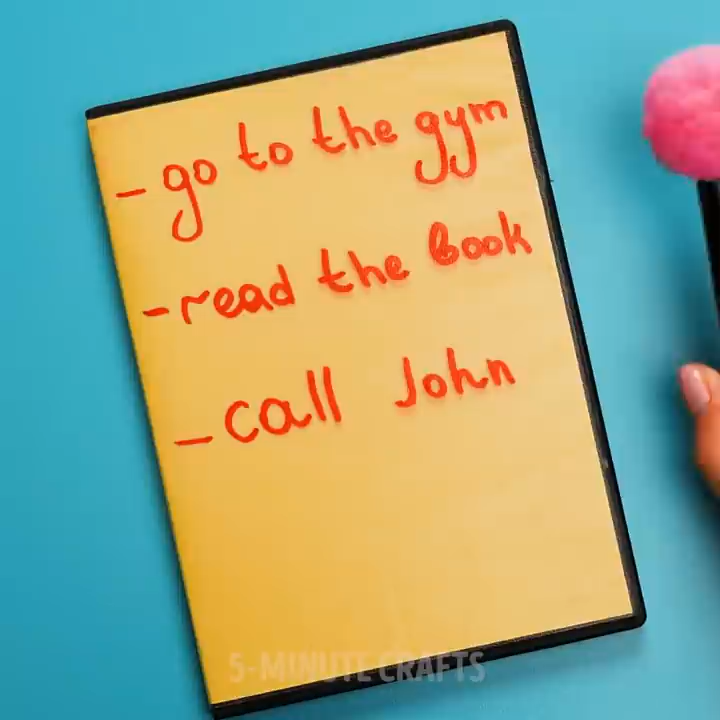 - go to the gym
- read the book
- call John
5-MINUTE CRAFTS